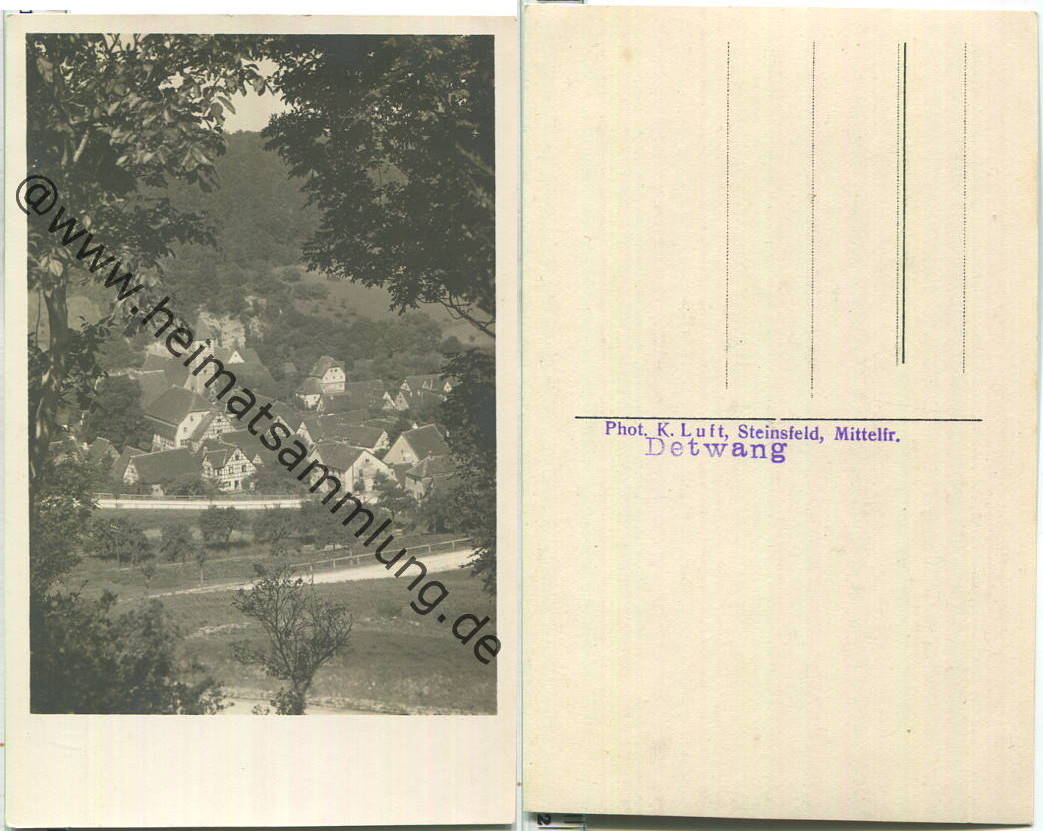 @www.heimatsammlung.de
Phot. K. Luft, Steinsfeld, Mittelfr.
Detwang